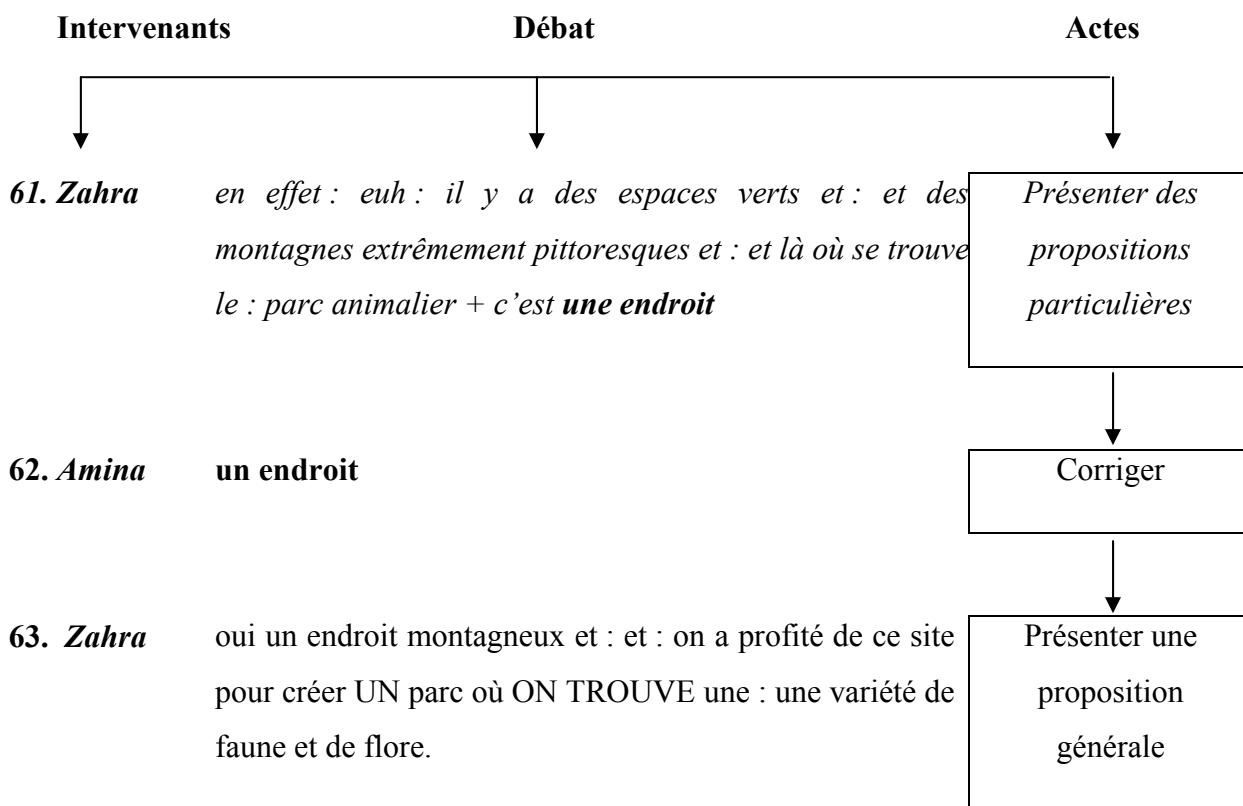 Intervenants Débat Actes
61. Zahra en effet : euh : il y a des espaces verts et : et des Présenter des
montagnes extrêmement pittoresques et : et là où se trouve propositions
le : parc animalier + c’est une endroit particulières
62. Amina un endroit Corriger
63. Zahra oui un endroit montagneux et : et : on a profité de ce site Présenter une
pour créer UN parc où ON TROUVE une : une variété de proposition
faune et de flore. générale